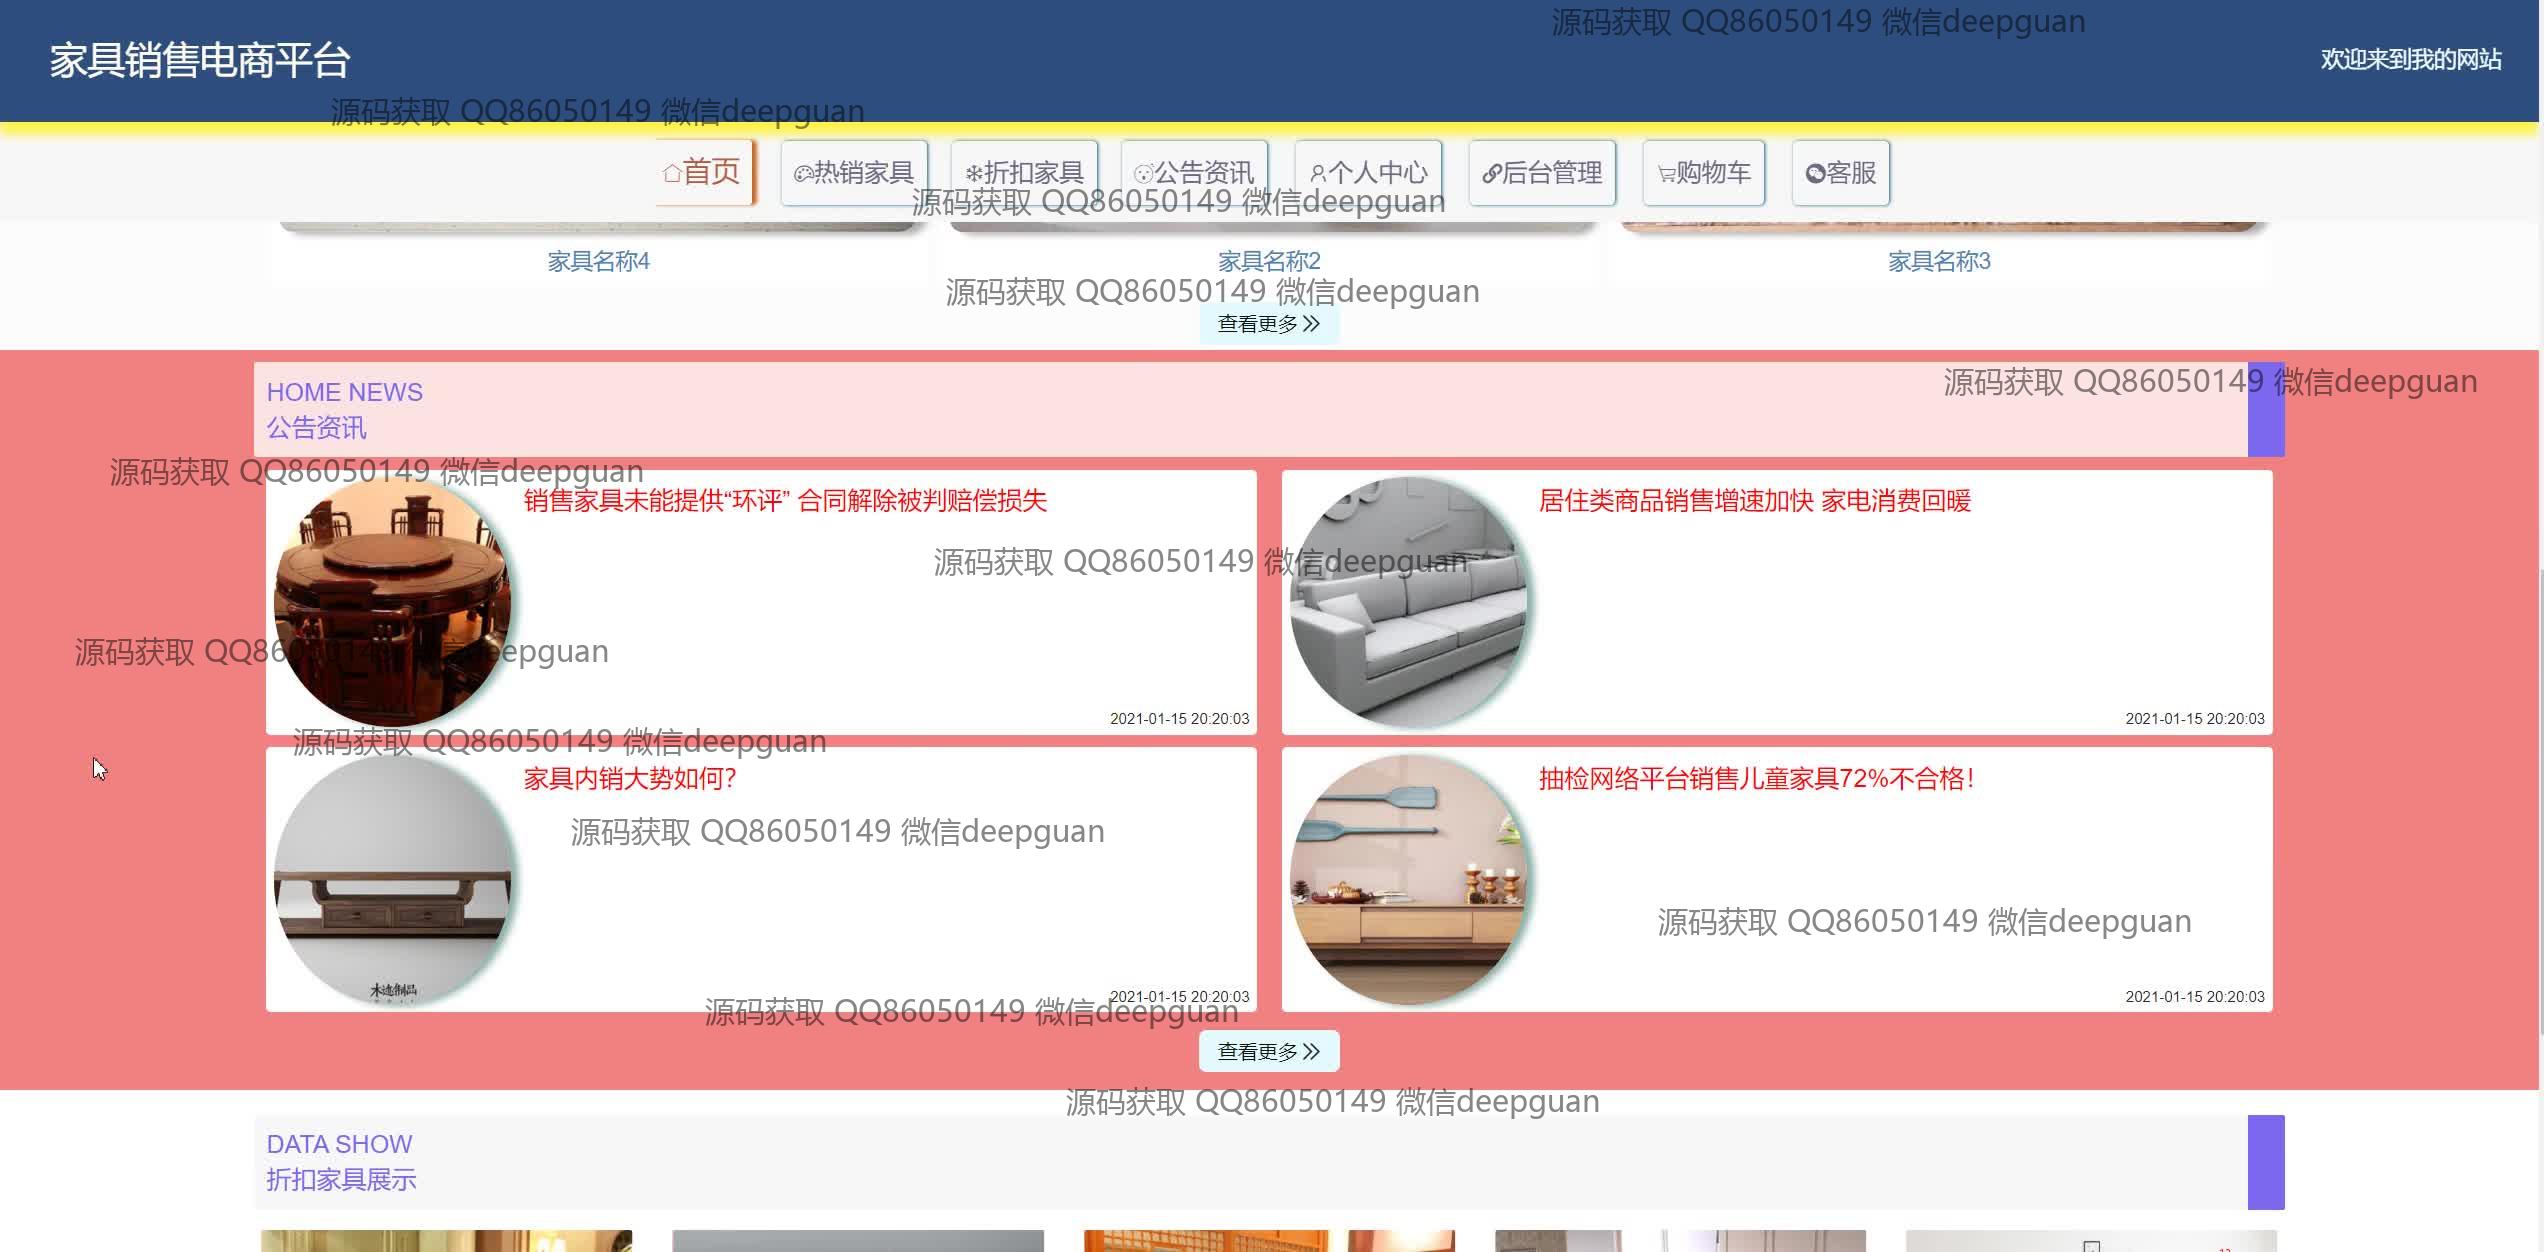 源码获取 QQ86050149 微信deepguan
家具销售电商平台
欢迎来到我的网站
源码获取 QQ86050149 微信deepguan
首页 热销家具 折扣家具 公告资讯 个人中心 后台管理 购物车 客服
源码获取 QQ86050149 微信deepguan
家具名称4 家具名称2 家具名称3
源码获取 QQ86050149 微信deepguan
查看更多
HOME NEWS
源码获取 QQ86050149 微信deepguan
公告资讯
源码获取 QQ86050149 微信deepguan
销售家具未能提供“环评” 合同解除被判赔偿损失
居住类商品销售增速加快 家电消费回暖
源码获取 QQ86050149 微信deepguan
源码获取 QQ86050149 微信deepguan
2021-01-15 20:20:03
2021-01-15 20:20:03
源码获取 QQ86050149 微信deepguan
家具内销大势如何?
抽检网络平台销售儿童家具72%不合格!
源码获取 QQ86050149 微信deepguan
源码获取 QQ86050149 微信deepguan
木迹制品
2021-01-15 20:20:03
2021-01-15 20:20:03
源码获取 QQ86050149 微信deepguan
查看更多
源码获取 QQ86050149 微信deepguan
DATA SHOW
折扣家具展示